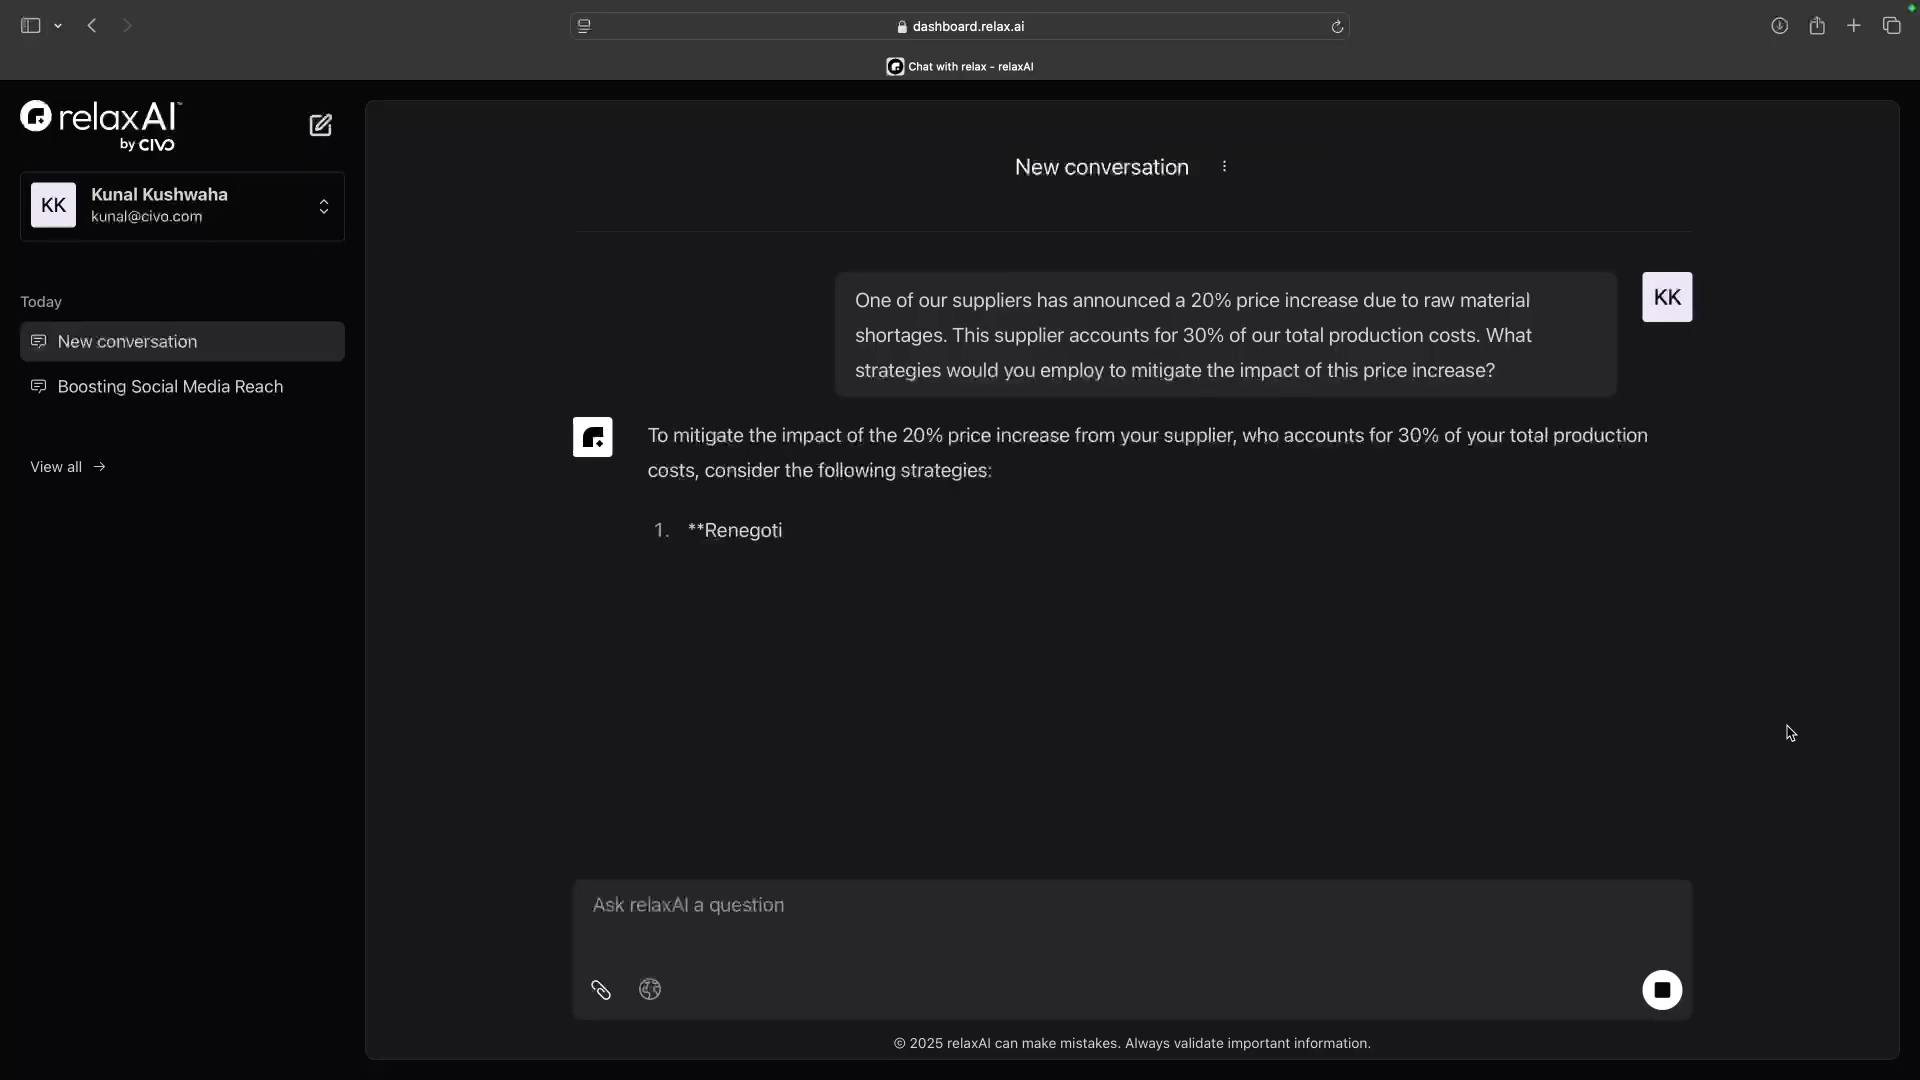 dashboard.relax.ai
Chat with relax - relaxAI
relaxAI™
by CIVO
KK
Kunal Kushwaha
kunal@civo.com
Today
New conversation
Boosting Social Media Reach
View all →
New conversation
One of our suppliers has announced a 20% price increase due to raw material
shortages. This supplier accounts for 30% of our total production costs. What
strategies would you employ to mitigate the impact of this price increase?
KK
To mitigate the impact of the 20% price increase from your supplier, who accounts for 30% of your total production
costs, consider the following strategies:
1. **Renegoti
Ask relaxAI a question
© 2025 relaxAI can make mistakes. Always validate important information.